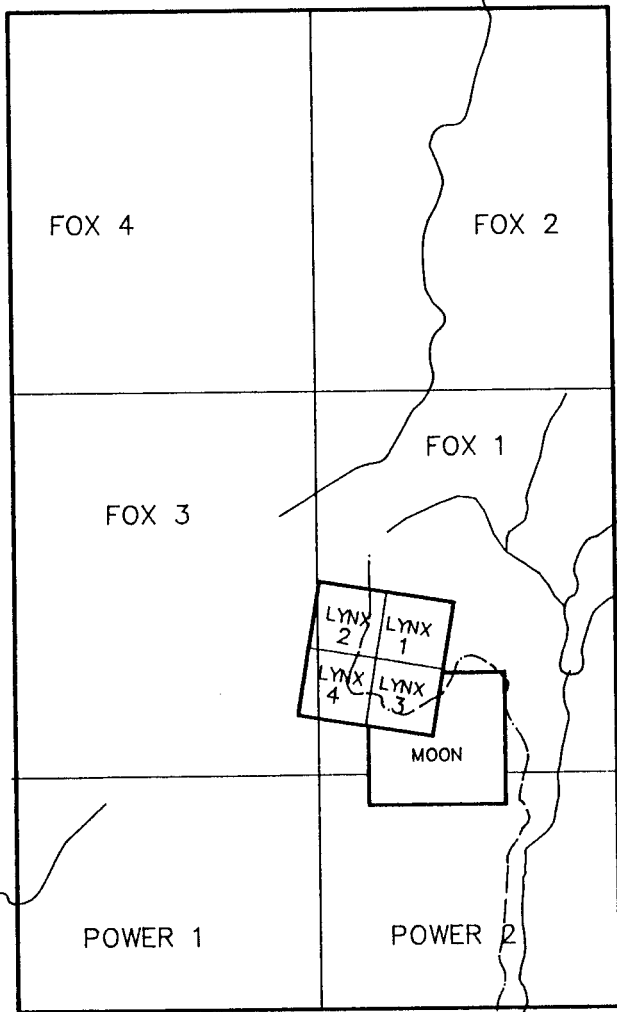 FOX 4
FOX 2
FOX 1
FOX 3
LYNX
2
LYNX
1
LYNX
4
LYNX
3
MOON
POWER 1
POWER 2